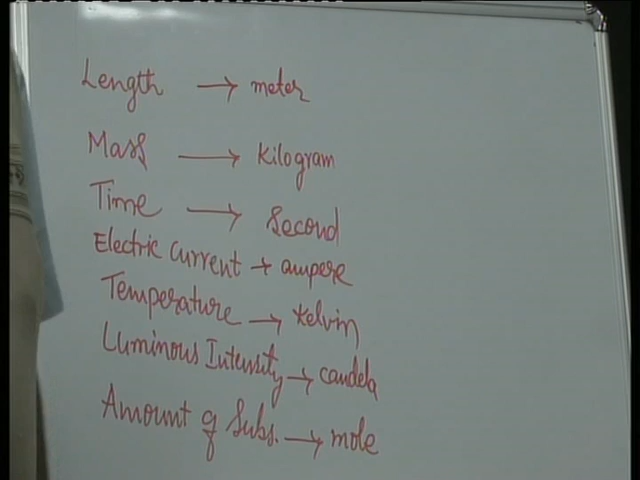 Length → meter
Mass → Kilogram
Time → Second
Electric Current → ampere
Temperature → Kelvin
Luminous Intensity → candela
Amount of Subs. → mole